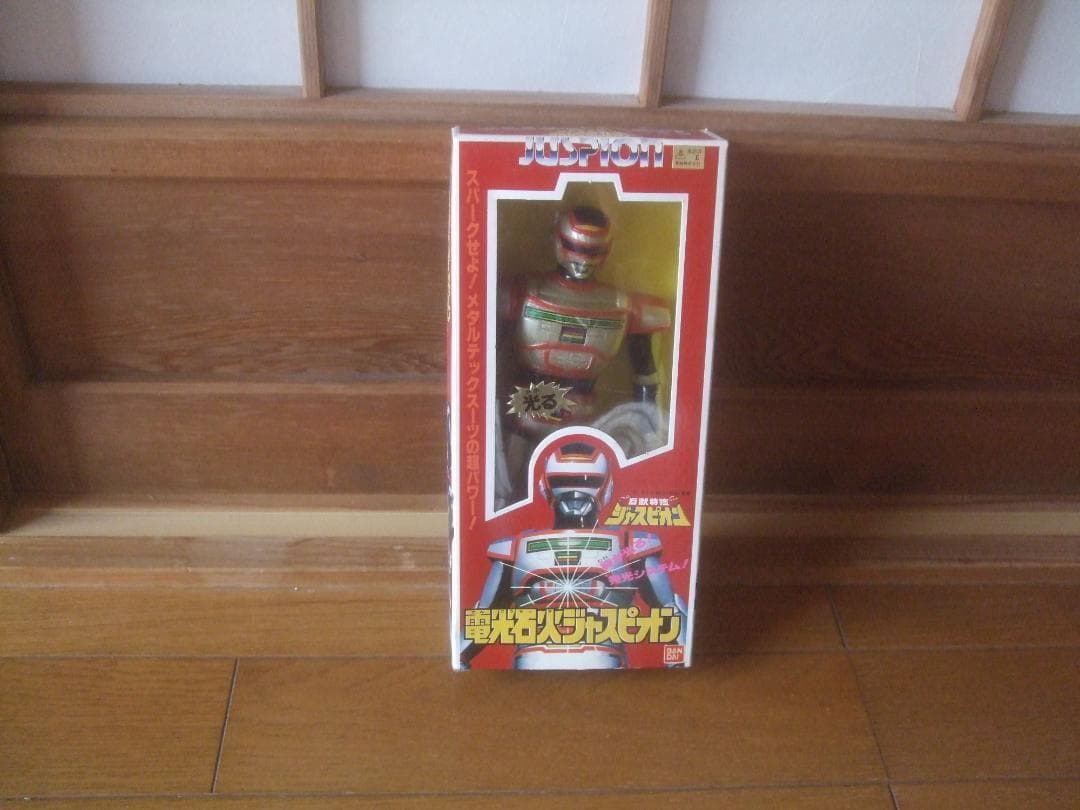 JUSPION
スパークせよ！メタルテックスーツの超パワー！
光る
巨獣特捜
ジャスピオン
発光システム！
電光石火ジャスピオン
BAN
DAI